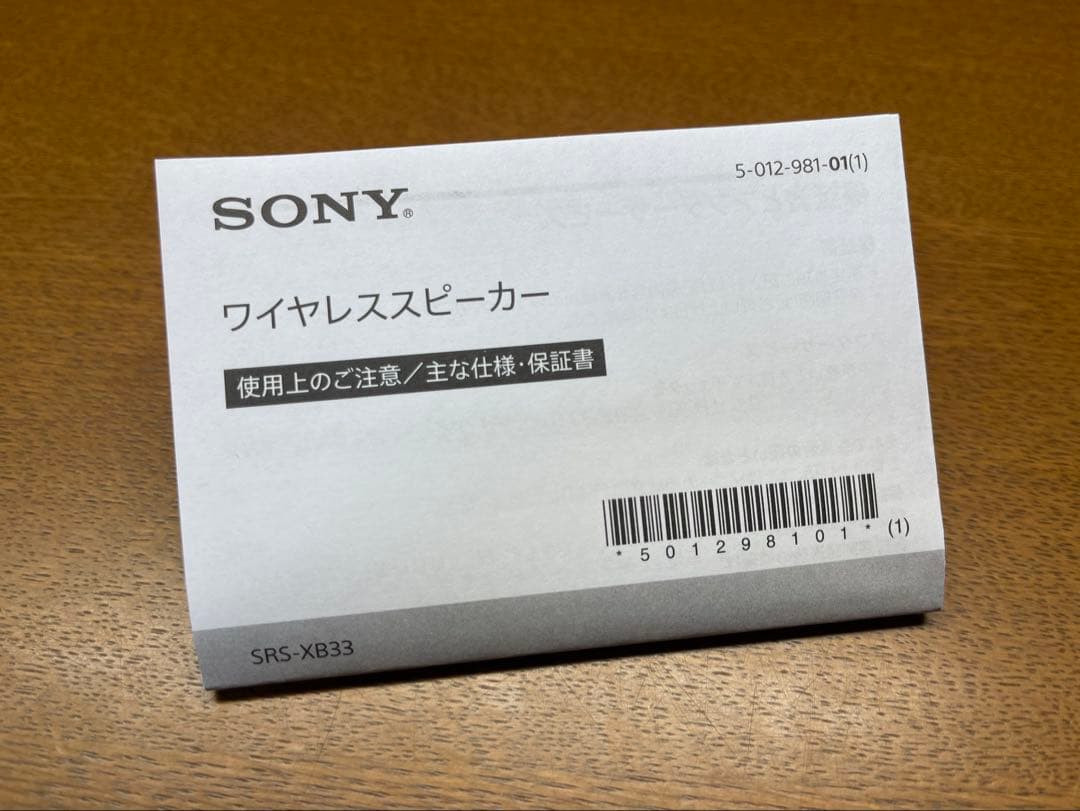 5-012-981-01(1)
SONY®
ワイヤレススピーカー
使用上のご注意／主な仕様・保証書
*501298101* (1)
SRS-XB33